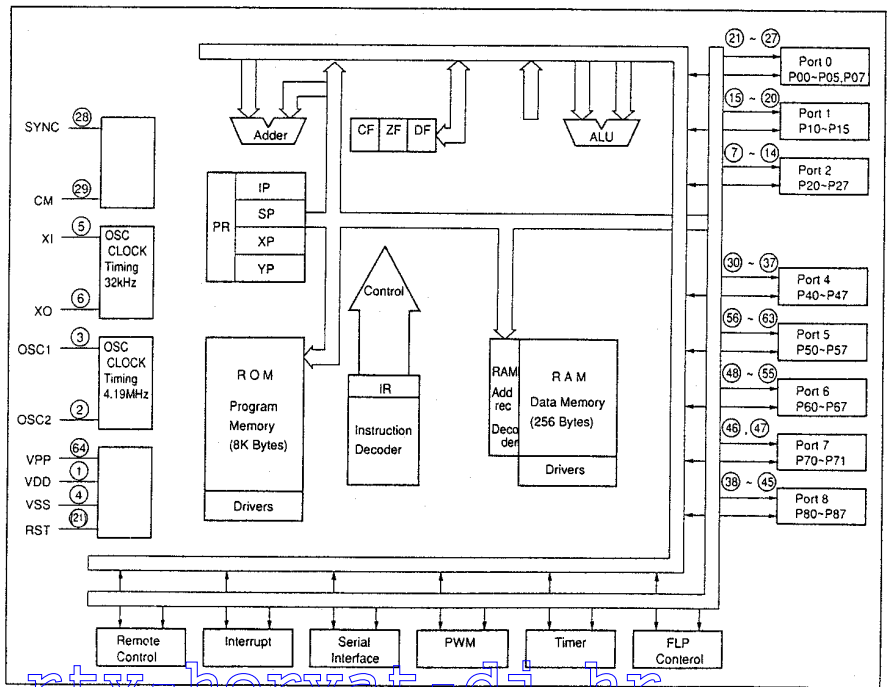 SYNC 28
CM 29
XI 5
XO 6
OSC
CLOCK
Timing
32kHz
OSC1 3
OSC2 2
OSC
CLOCK
Timing
4.19MHz
VPP 64
VDD 1
VSS 4
RST (21)
Adder
CF ZF DF
ALU
PR
IP
SP
XP
YP
Control
ROM
Program
Memory
(8K Bytes)
Drivers
IR
Instruction
Decoder
RAM
Add
rec
Deco
der
RAM
Data Memory
(256 Bytes)
Drivers
21 ~ 27
Port 0
P00~P05,P07
15 ~ 20
Port 1
P10~P15
7 ~ 14
Port 2
P20~P27
30 ~ 37
Port 4
P40~P47
56 ~ 63
Port 5
P50~P57
48 ~ 55
Port 6
P60~P67
46 , 47
Port 7
P70~P71
38 ~ 45
Port 8
P80~P87
Remote
Control
Interrupt
Serial
Interface
PWM
Timer
FLP
Conterol
rtv-horvat-dj.hr